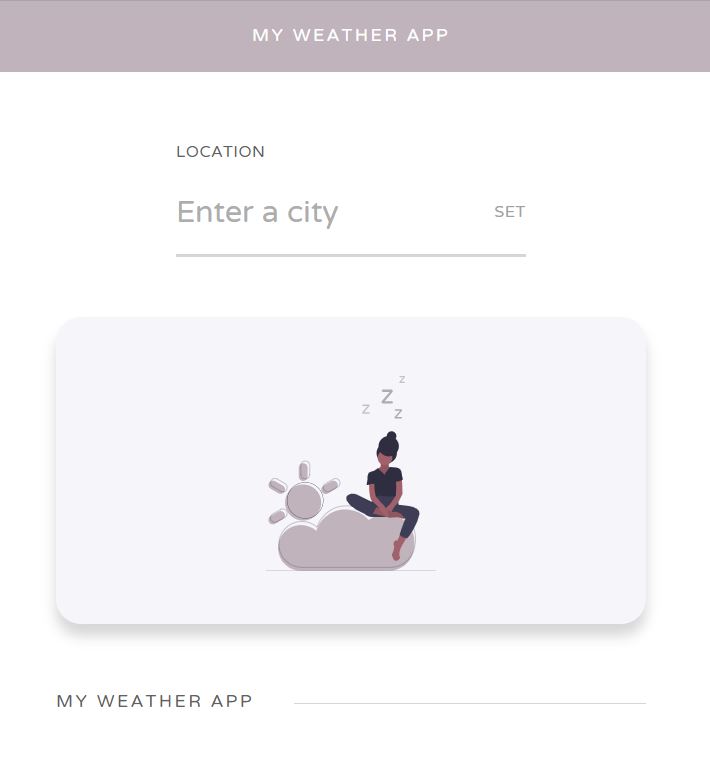 MY WEATHER APP
LOCATION
Enter a city SET
z
Z
z z
MY WEATHER APP